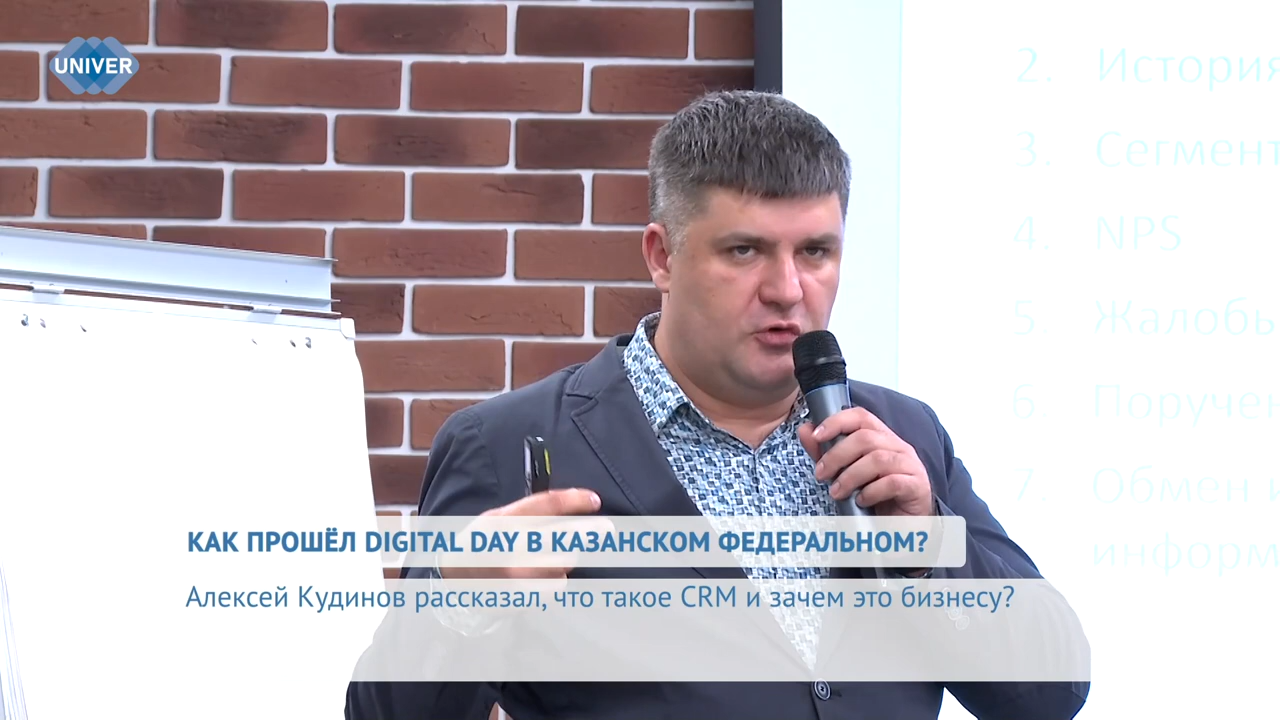 UNIVER
2. История
3. Сегмент
4. NPS
5. Жалобы
6. Поручен
7. Обмен и
информ
КАК ПРОШЁЛ DIGITAL DAY В КАЗАНСКОМ ФЕДЕРАЛЬНОМ?
Алексей Кудинов рассказал, что такое CRM и зачем это бизнесу?